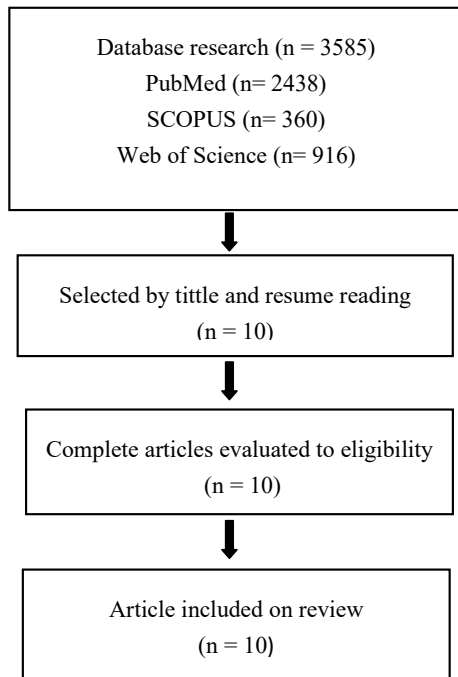 Database research (n = 3585)
PubMed (n= 2438)
SCOPUS (n= 360)
Web of Science (n= 916)
Selected by tittle and resume reading
(n = 10)
Complete articles evaluated to eligibility
(n = 10)
Article included on review
(n = 10)